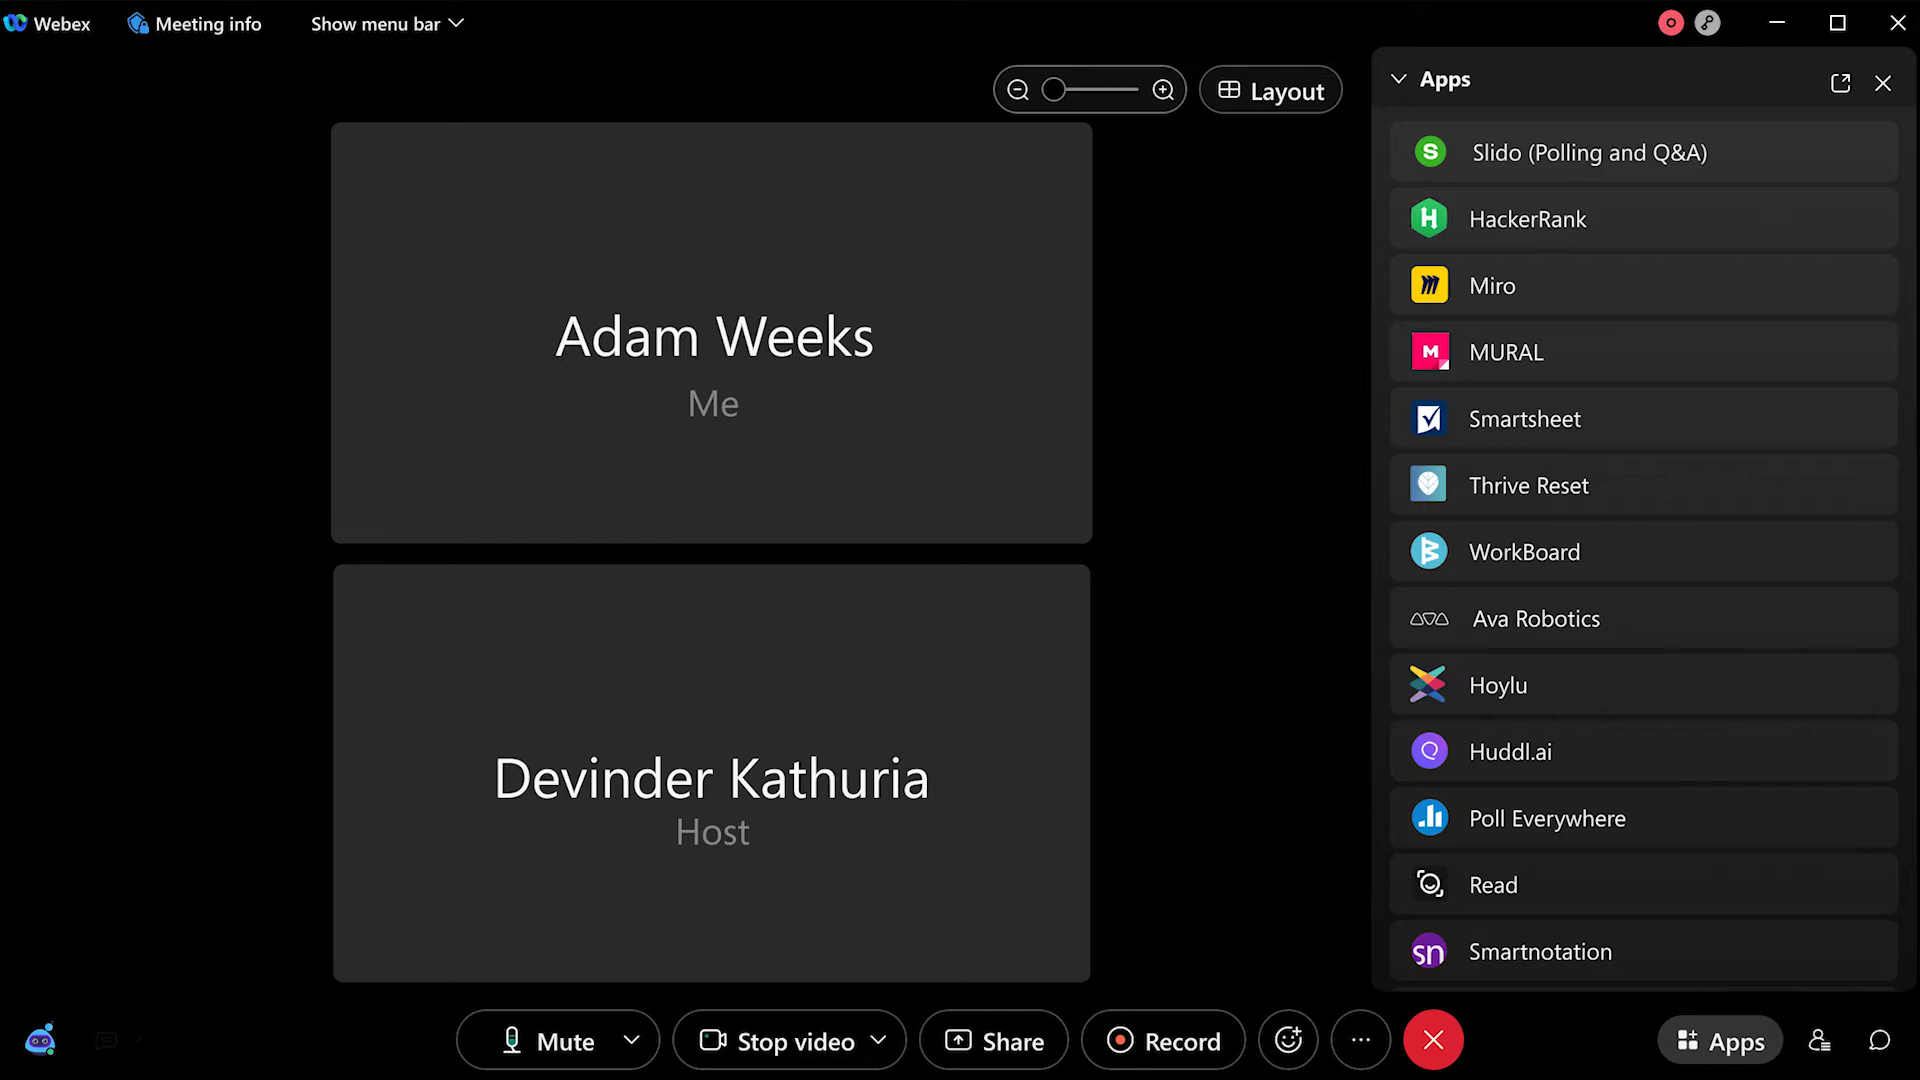 Webex Meeting info Show menu bar
Layout
Apps
Slido (Polling and Q&A)
HackerRank
Miro
MURAL
Smartsheet
Thrive Reset
WorkBoard
Ava Robotics
Hoylu
Huddl.ai
Poll Everywhere
Read
Smartnotation
Adam Weeks
Me
Devinder Kathuria
Host
Mute Stop video Share Record Apps